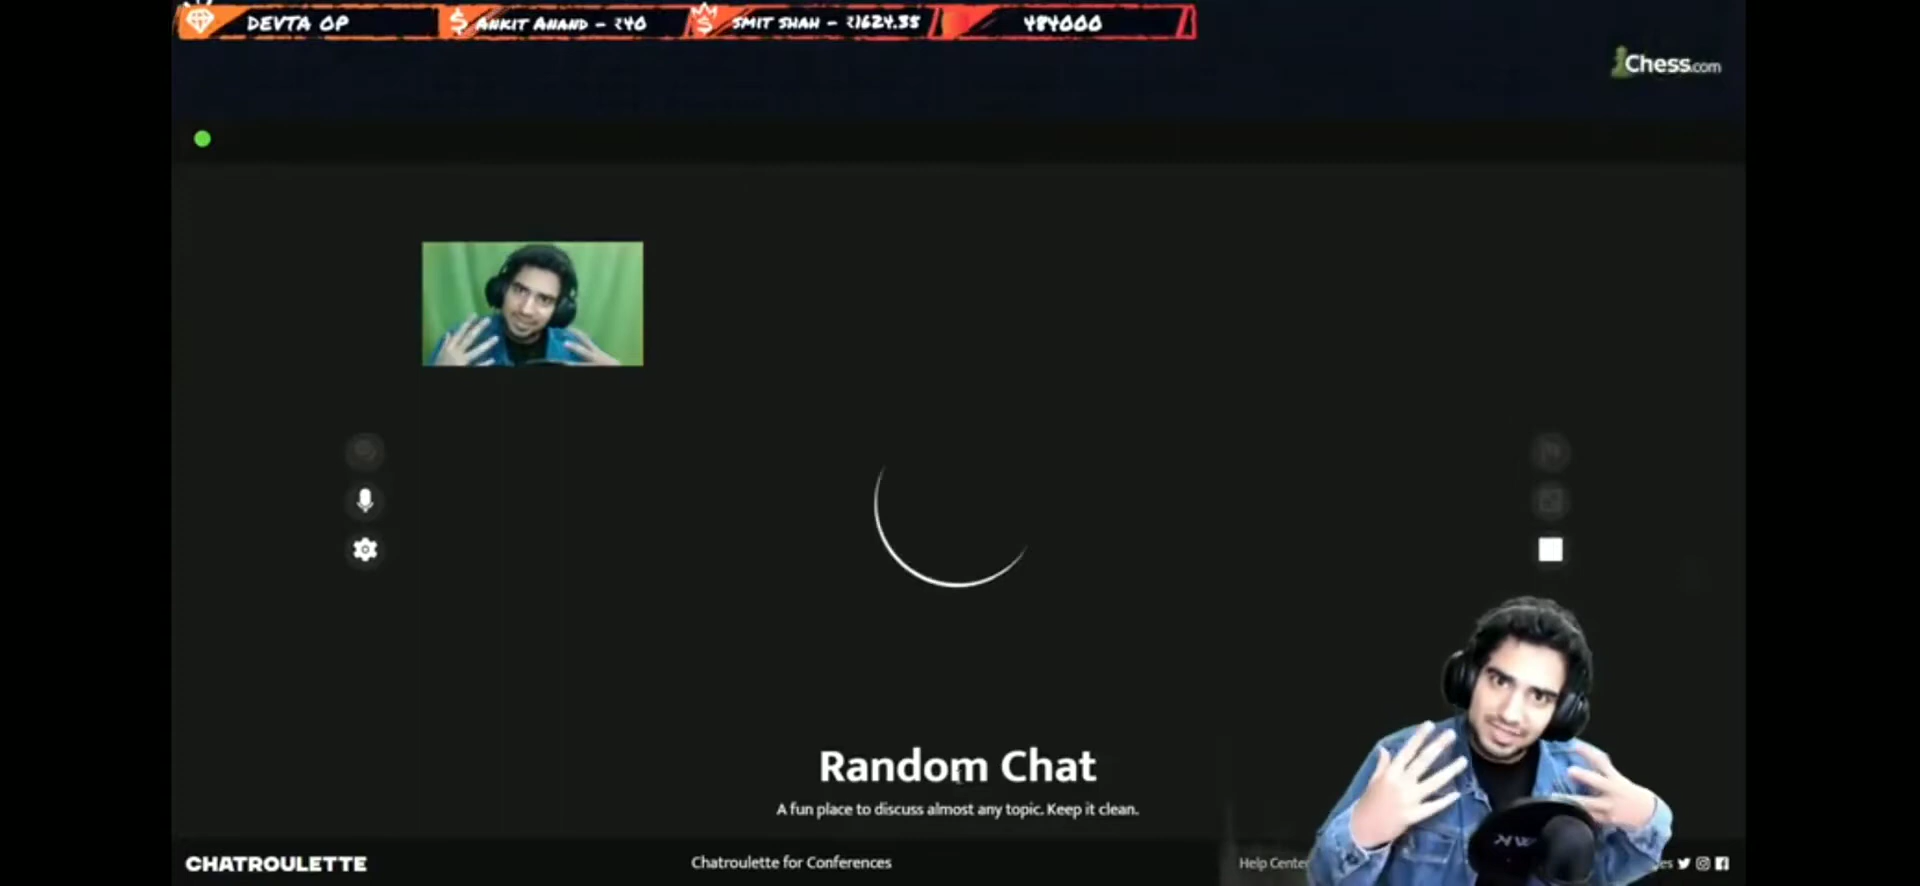 DEVTA OP
ANKIT ANAND - ₹40
SMIT SHAH - ₹1624.35
484000
Chess.com
Random Chat
A fun place to discuss almost any topic. Keep it clean.
CHATROULETTE
Chatroulette for Conferences
Help Center